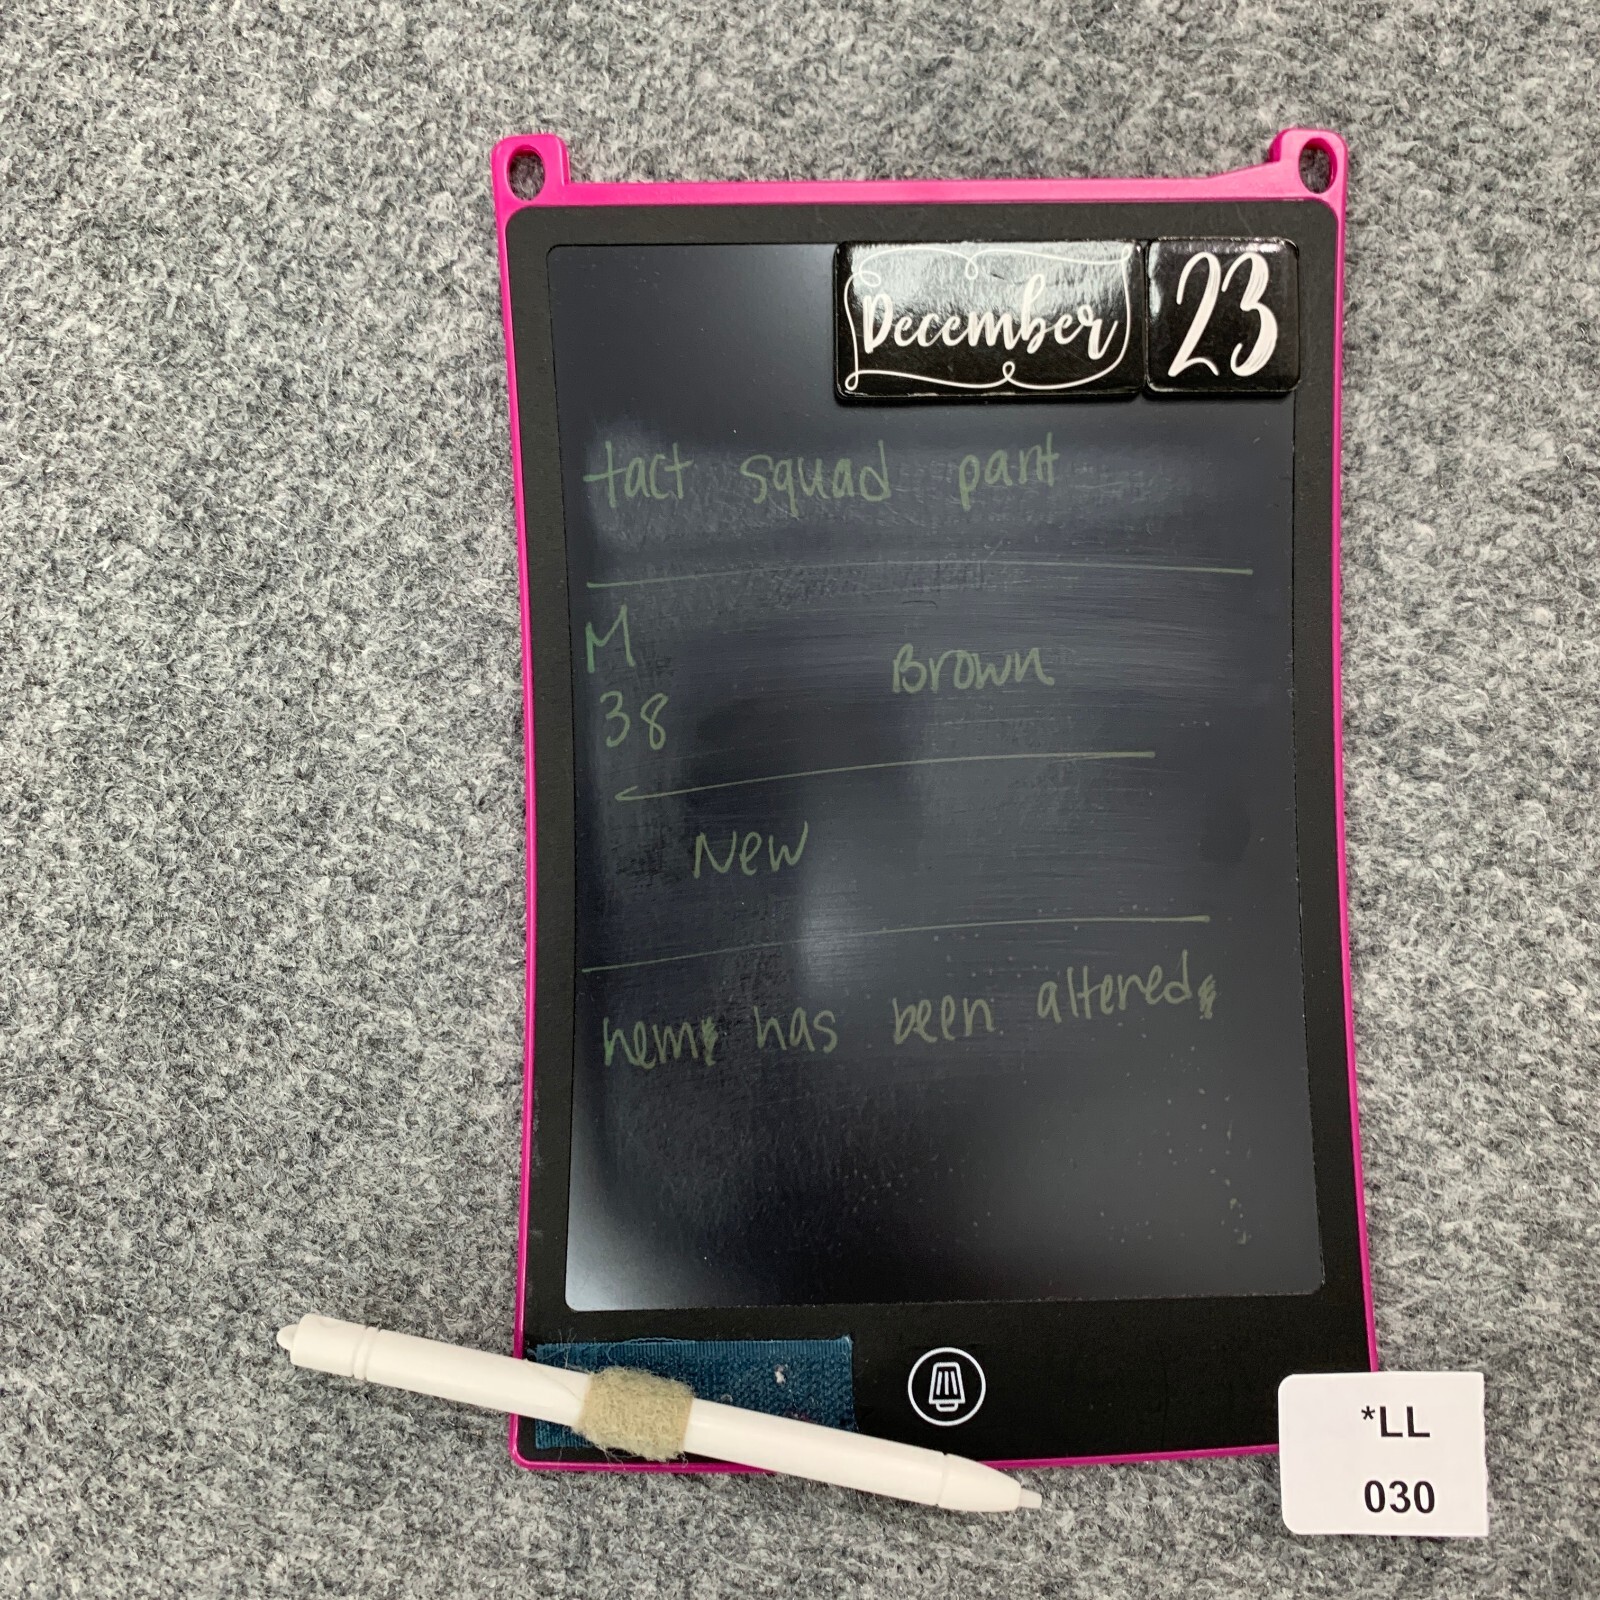 December 23
tact squad pant
M
Brown
38
New
hem has been altered
*LL
030